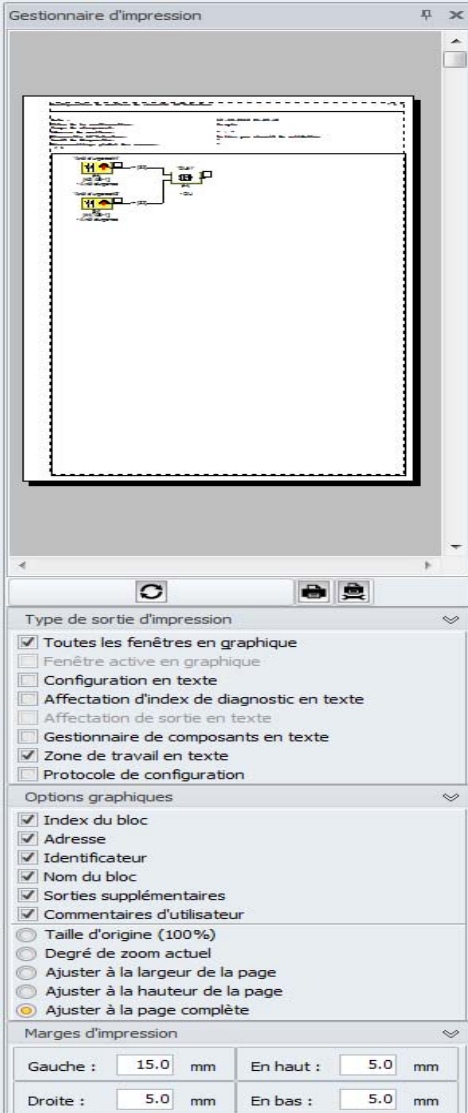 Gestionnaire d'impression
Type de sortie d'impression
Toutes les fenêtres en graphique
Fenêtre active en graphique
Configuration en texte
Affectation d'index de diagnostic en texte
Affectation de sortie en texte
Gestionnaire de composants en texte
Zone de travail en texte
Protocole de configuration
Options graphiques
Index du bloc
Adresse
Identificateur
Nom du bloc
Sorties supplémentaires
Commentaires d'utilisateur
Taille d'origine (100%)
Degré de zoom actuel
Ajuster à la largeur de la page
Ajuster à la hauteur de la page
Ajuster à la page complète
Marges d'impression
Gauche : 15.0 mm En haut : 5.0 mm
Droite : 5.0 mm En bas : 5.0 mm